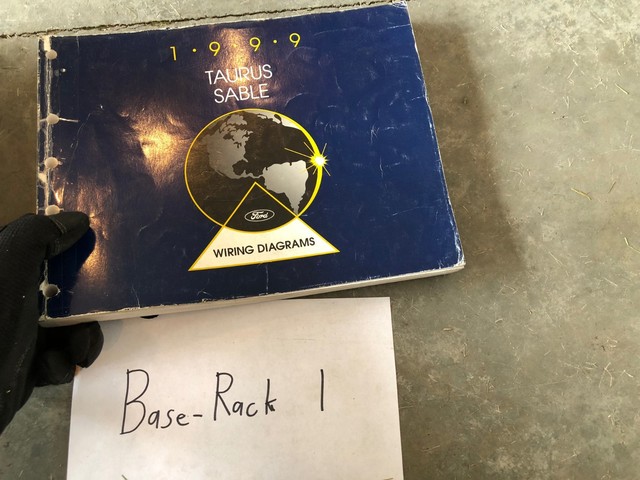 1·9·9·9
TAURUS
SABLE
Ford
WIRING DIAGRAMS
Base-Rack 1